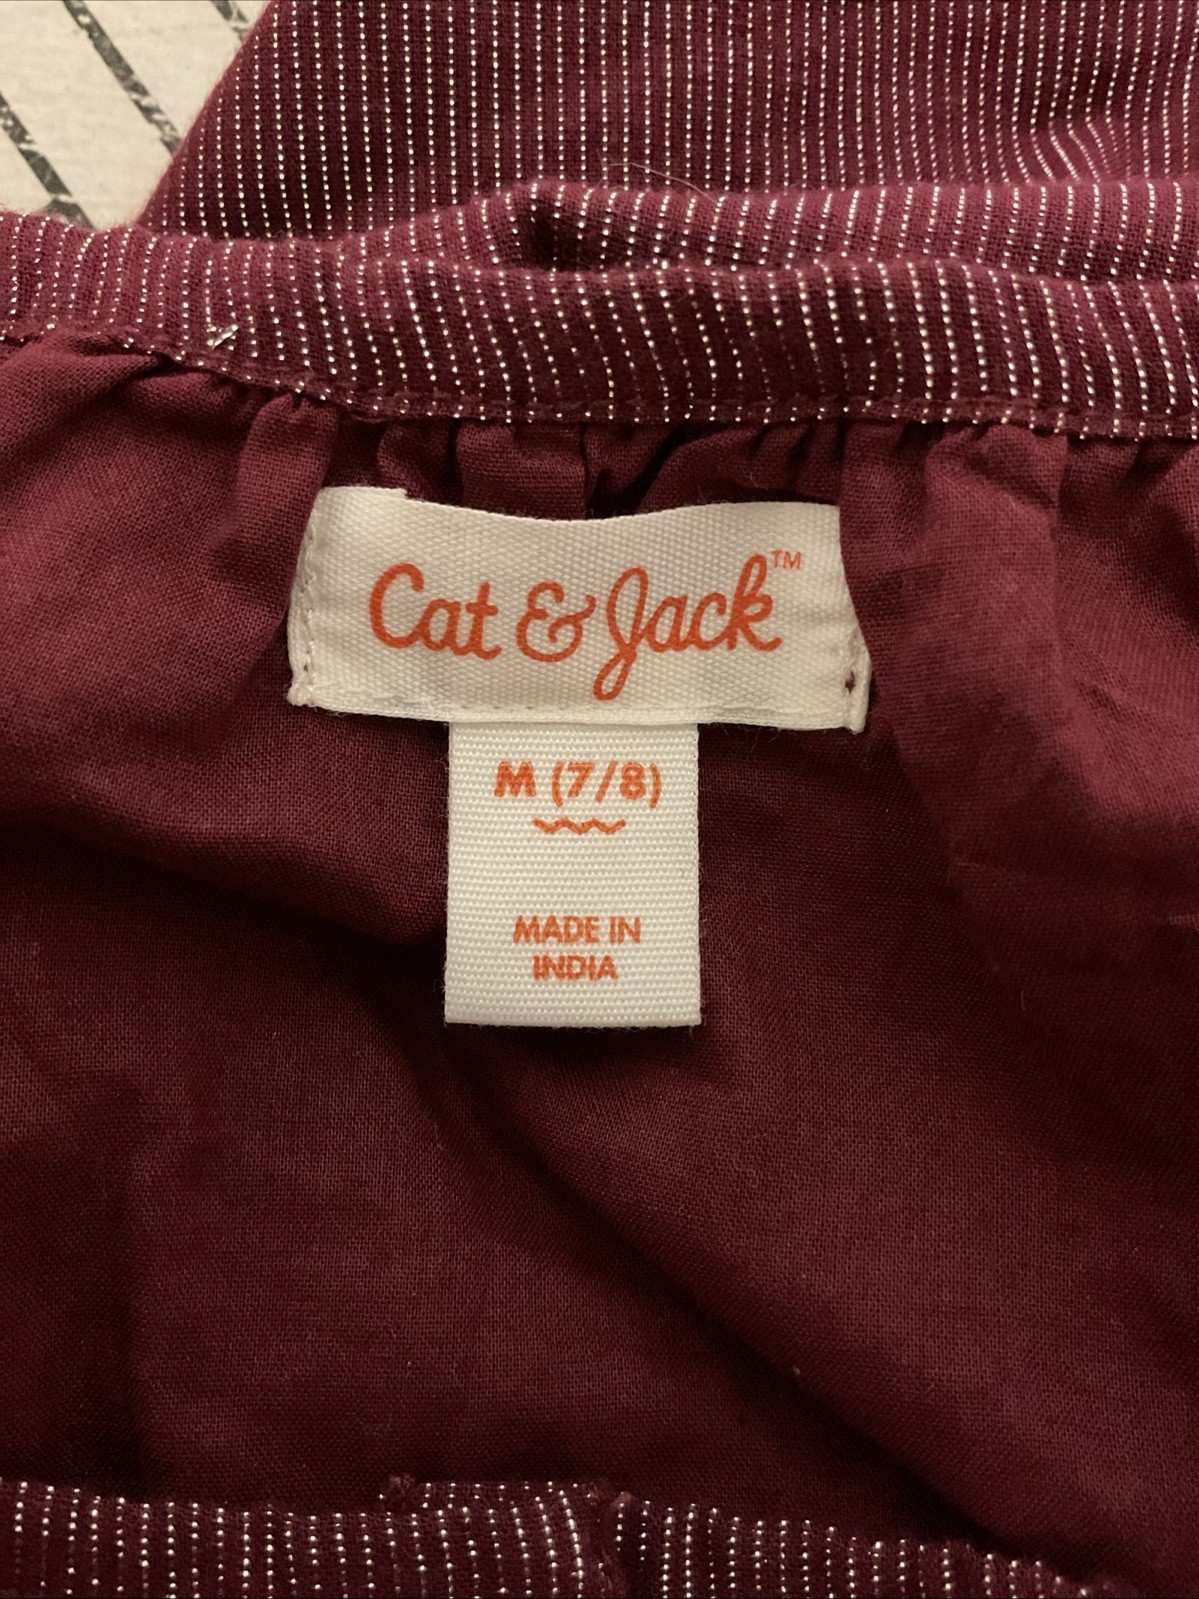 Cat & Jack™
M (7/8)
MADE IN
INDIA